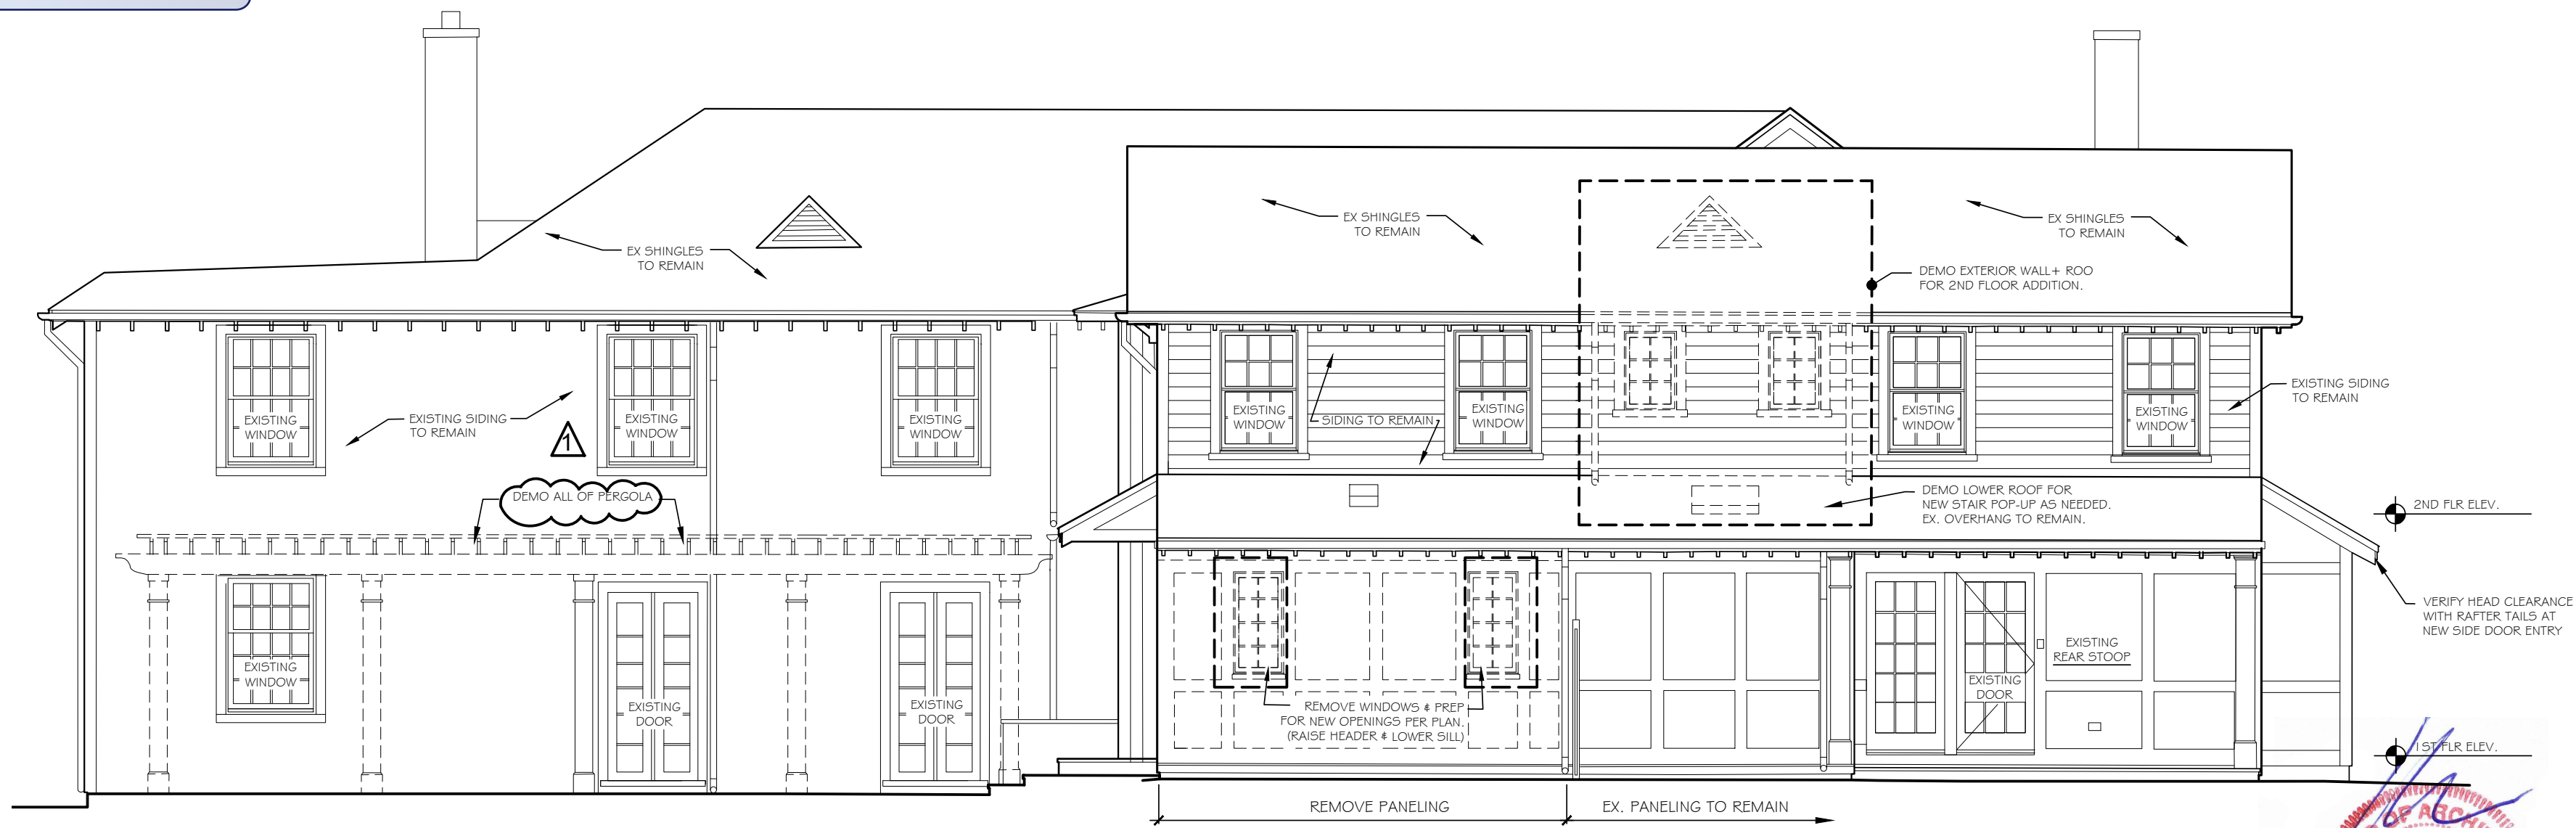 EX SHINGLES
TO REMAIN
EX SHINGLES
TO REMAIN
EX SHINGLES
TO REMAIN
DEMO EXTERIOR WALL+ ROO
FOR 2ND FLOOR ADDITION.
EXISTING
WINDOW
EXISTING SIDING
TO REMAIN
1
EXISTING
WINDOW
EXISTING
WINDOW
EXISTING
WINDOW
SIDING TO REMAIN
EXISTING
WINDOW
EXISTING
WINDOW
EXISTING
WINDOW
EXISTING SIDING
TO REMAIN
DEMO ALL OF PERGOLA
DEMO LOWER ROOF FOR
NEW STAIR POP-UP AS NEEDED.
EX. OVERHANG TO REMAIN.
2ND FLR ELEV.
VERIFY HEAD CLEARANCE
WITH RAFTER TAILS AT
NEW SIDE DOOR ENTRY
EXISTING
WINDOW
EXISTING
DOOR
EXISTING
DOOR
REMOVE WINDOWS & PREP
FOR NEW OPENINGS PER PLAN.
(RAISE HEADER & LOWER SILL)
EXISTING
REAR STOOP
EXISTING
DOOR
1ST FLR ELEV.
REMOVE PANELING
EX. PANELING TO REMAIN